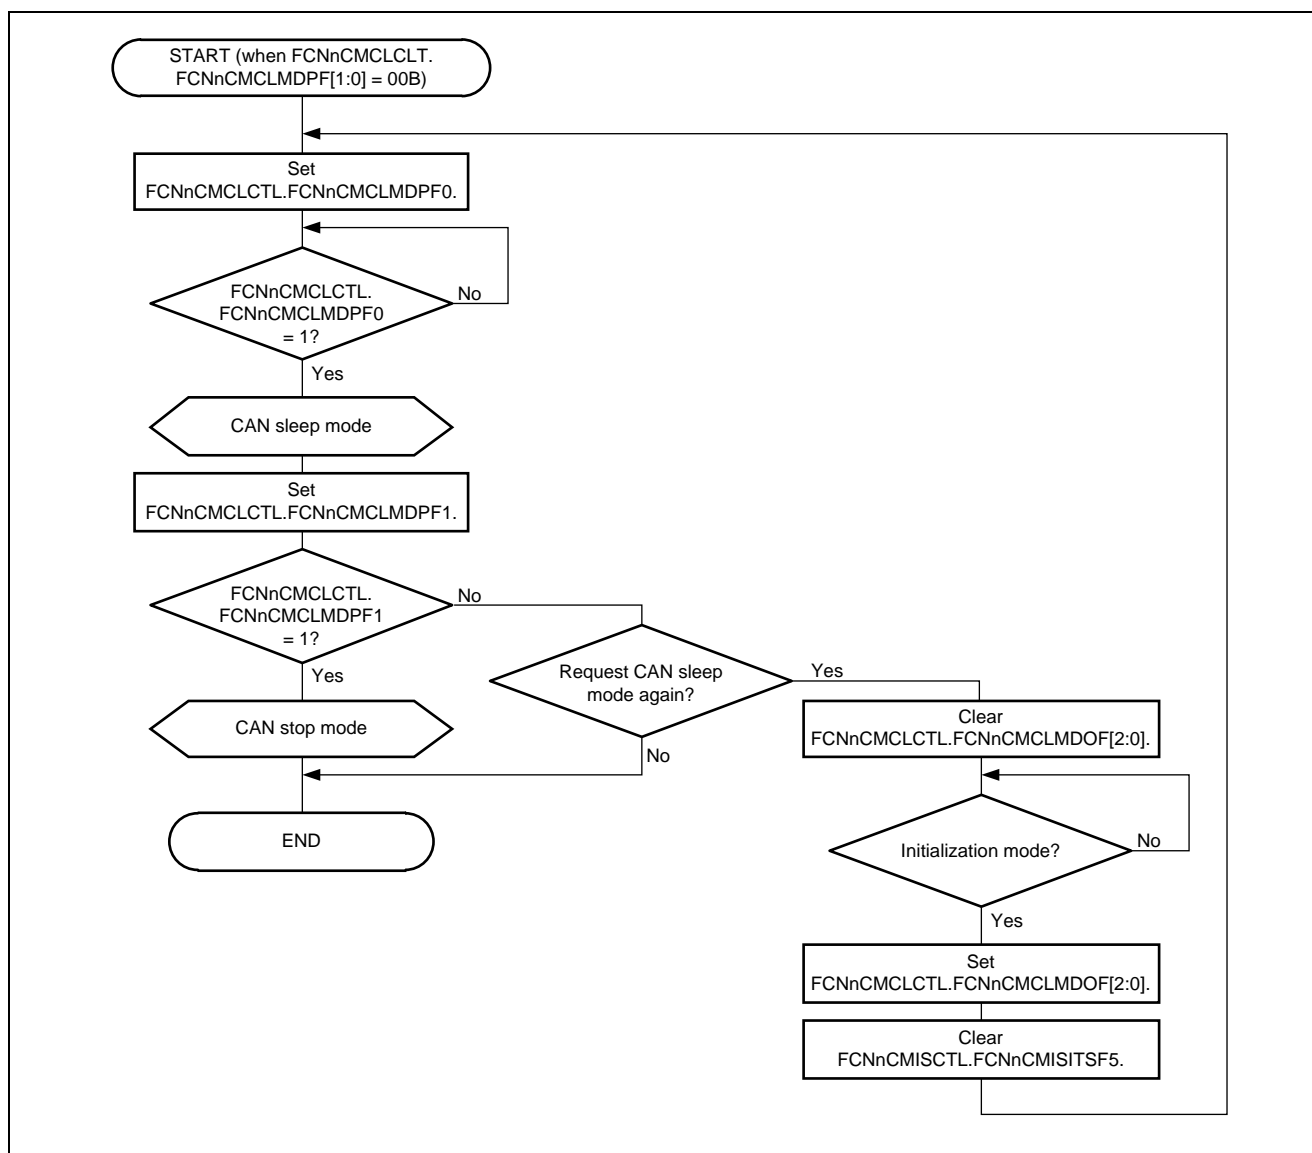 START (when FCNnCMCLCLT.
FCNnCMCLMDPF[1:0] = 00B)
Set
FCNnCMCLCTL.FCNnCMCLMDPF0.
FCNnCMCLCTL.
FCNnCMCLMDPF0
= 1?
No
Yes
CAN sleep mode
Set
FCNnCMCLCTL.FCNnCMCLMDPF1.
FCNnCMCLCTL.
FCNnCMCLMDPF1
= 1?
No
Yes
CAN stop mode
END
Request CAN sleep
mode again?
Yes
No
Clear
FCNnCMCLCTL.FCNnCMCLMDOF[2:0].
Initialization mode?
No
Yes
Set
FCNnCMCLCTL.FCNnCMCLMDOF[2:0].
Clear
FCNnCMISCTL.FCNnCMISITSF5.